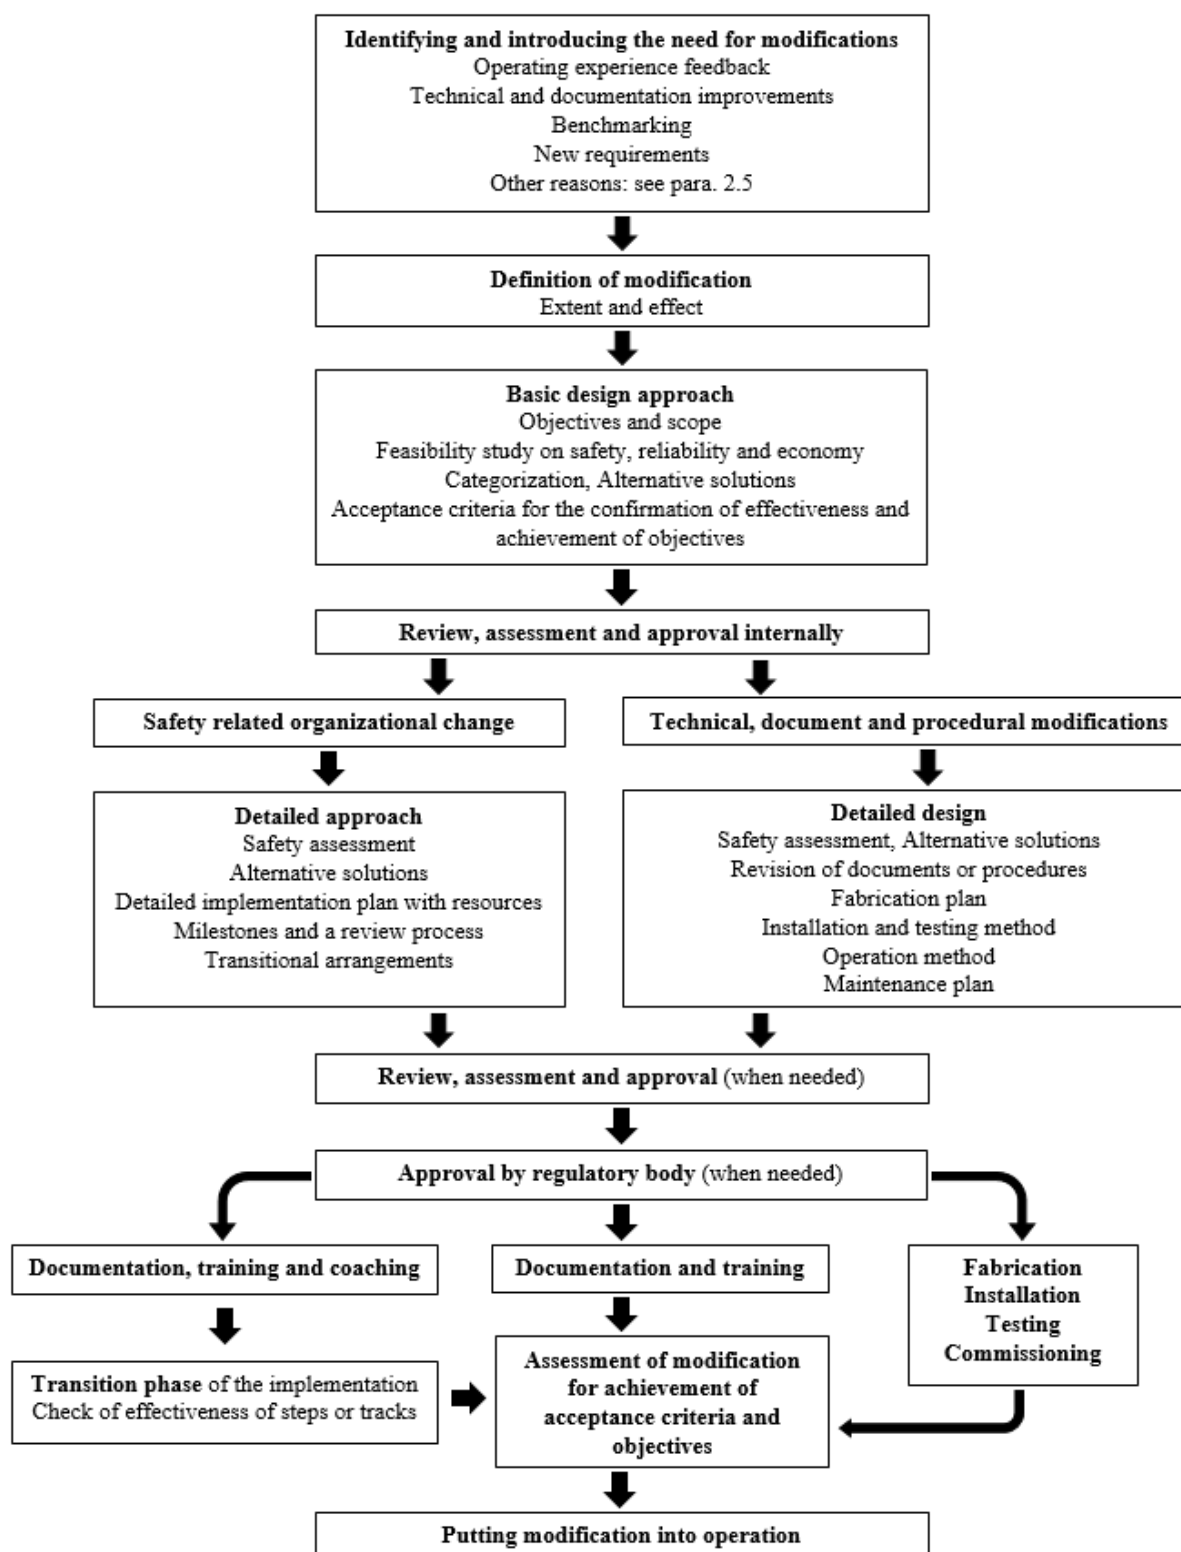 Identifying and introducing the need for modifications
Operating experience feedback
Technical and documentation improvements
Benchmarking
New requirements
Other reasons: see para. 2.5
Definition of modification
Extent and effect
Basic design approach
Objectives and scope
Feasibility study on safety, reliability and economy
Categorization, Alternative solutions
Acceptance criteria for the confirmation of effectiveness and
achievement of objectives
Review, assessment and approval internally
Safety related organizational change
Detailed approach
Safety assessment
Alternative solutions
Detailed implementation plan with resources
Milestones and a review process
Transitional arrangements
Technical, document and procedural modifications
Detailed design
Safety assessment, Alternative solutions
Revision of documents or procedures
Fabrication plan
Installation and testing method
Operation method
Maintenance plan
Review, assessment and approval (when needed)
Approval by regulatory body (when needed)
Documentation, training and coaching
Transition phase of the implementation
Check of effectiveness of steps or tracks
Documentation and training
Assessment of modification
for achievement of
acceptance criteria and
objectives
Fabrication
Installation
Testing
Commissioning
Putting modification into operation